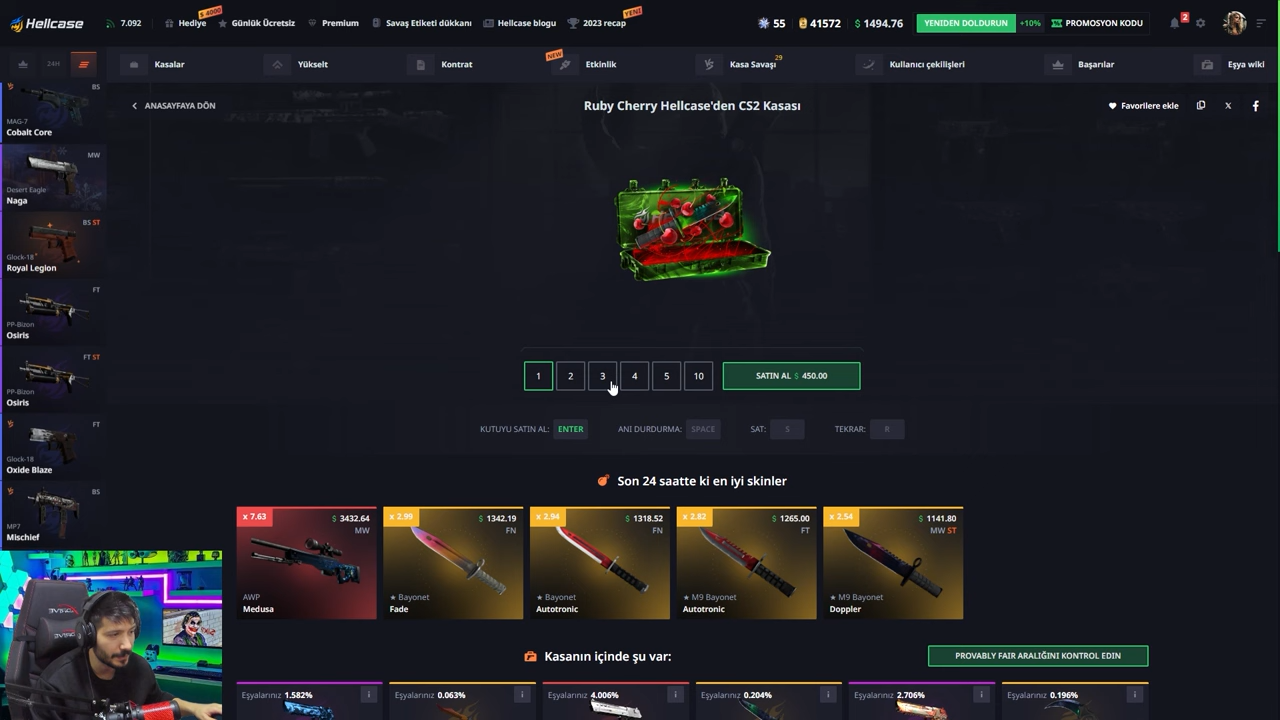 Hellcase
7.092
Hediye
$ 4000
Günlük Ücretsiz
Premium
Savaş Etiketi dükkanı
Hellcase blogu
2023 recap
YENİ
55
41572
$ 1494.76
YENİDEN DOLDURUN
+10%
PROMOSYON KODU
2
24H
Kasalar
Yükselt
Kontrat
NEW
Etkinlik
Kasa Savaşı
29
Kullanıcı çekilişleri
Başarılar
Eşya wiki
ANASAYFAYA DÖN
Ruby Cherry Hellcase'den CS2 Kasası
Favorilere ekle
BS
MAG-7
Cobalt Core
MW
Desert Eagle
Naga
BS ST
Glock-18
Royal Legion
FT
PP-Bizon
Osiris
FT ST
PP-Bizon
Osiris
FT
Glock-18
Oxide Blaze
BS
MP7
Mischief
1
2
3
4
5
10
SATIN AL $ 450.00
KUTUYU SATIN AL: ENTER
ANI DURDURMA: SPACE
SAT: S
TEKRAR: R
Son 24 saatte ki en iyi skinler
x 7.63
$ 3432.64
MW
AWP
Medusa
x 2.99
$ 1342.19
FN
★ Bayonet
Fade
x 2.94
$ 1318.52
FN
★ Bayonet
Autotronic
x 2.82
$ 1265.00
FT
★ M9 Bayonet
Autotronic
x 2.54
$ 1141.80
MW ST
★ M9 Bayonet
Doppler
Kasanın içinde şu var:
PROVABLY FAIR ARALIĞINI KONTROL EDIN
Eşyalarınız 1.582%
i
Eşyalarınız 0.063%
i
Eşyalarınız 4.006%
i
Eşyalarınız 0.204%
i
Eşyalarınız 2.706%
i
Eşyalarınız 0.196%
i